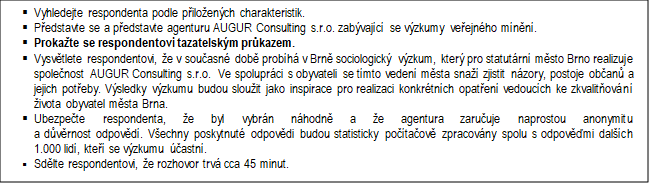 ▪ Vyhledejte respondenta podle přiložených charakteristik.
▪ Představte se a představte agenturu AUGUR Consulting s.r.o. zabývající se výzkumy veřejného mínění.
▪ Prokažte se respondentovi tazatelským průkazem.
▪ Vysvětlete respondentovi, že v současné době probíhá v Brně sociologický výzkum, který pro statutární město Brno realizuje
společnost AUGUR Consulting s.r.o. Ve spolupráci s obyvateli se tímto vedení města snaží zjistit názory, postoje občanů a
jejich potřeby. Výsledky výzkumu budou sloužit jako inspirace pro realizaci konkrétních opatření vedoucích ke zkvalitňování
života obyvatel města Brna.
▪ Ubezpečte respondenta, že byl vybrán náhodně a že agentura zaručuje naprostou anonymitu
a důvěrnost odpovědí. Všechny poskytnuté odpovědi budou statisticky počítačově zpracovány spolu s odpověďmi dalších
1.000 lidí, kteří se výzkumu účastní.
▪ Sdělte respondentovi, že rozhovor trvá cca 45 minut.